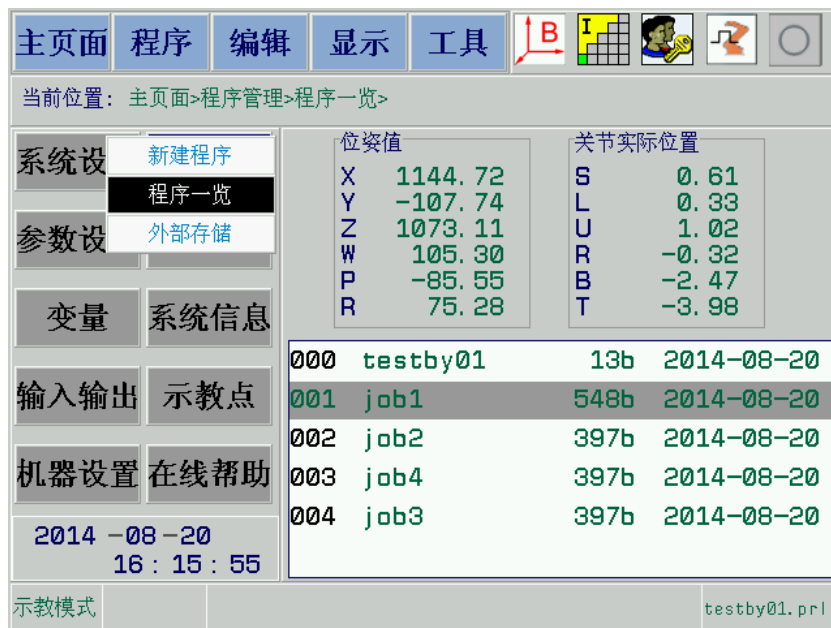 主页面 程序 编辑 显示 工具 B I
当前位置: 主页面>程序管理>程序一览>
系统设
新建程序
程序一览
外部存储
参数设
变量 系统信息
输入输出 示教点
机器设置 在线帮助
2014-08-20
16:15:55
位姿值
X 1144.72
Y -107.74
Z 1073.11
W 105.30
P -85.55
R 75.28
关节实际位置
S 0.61
L 0.33
U 1.02
R -0.32
B -2.47
T -3.98
000 testby01 13b 2014-08-20
001 job1 548b 2014-08-20
002 job2 397b 2014-08-20
003 job4 397b 2014-08-20
004 job3 397b 2014-08-20
示教模式 testby01.prl